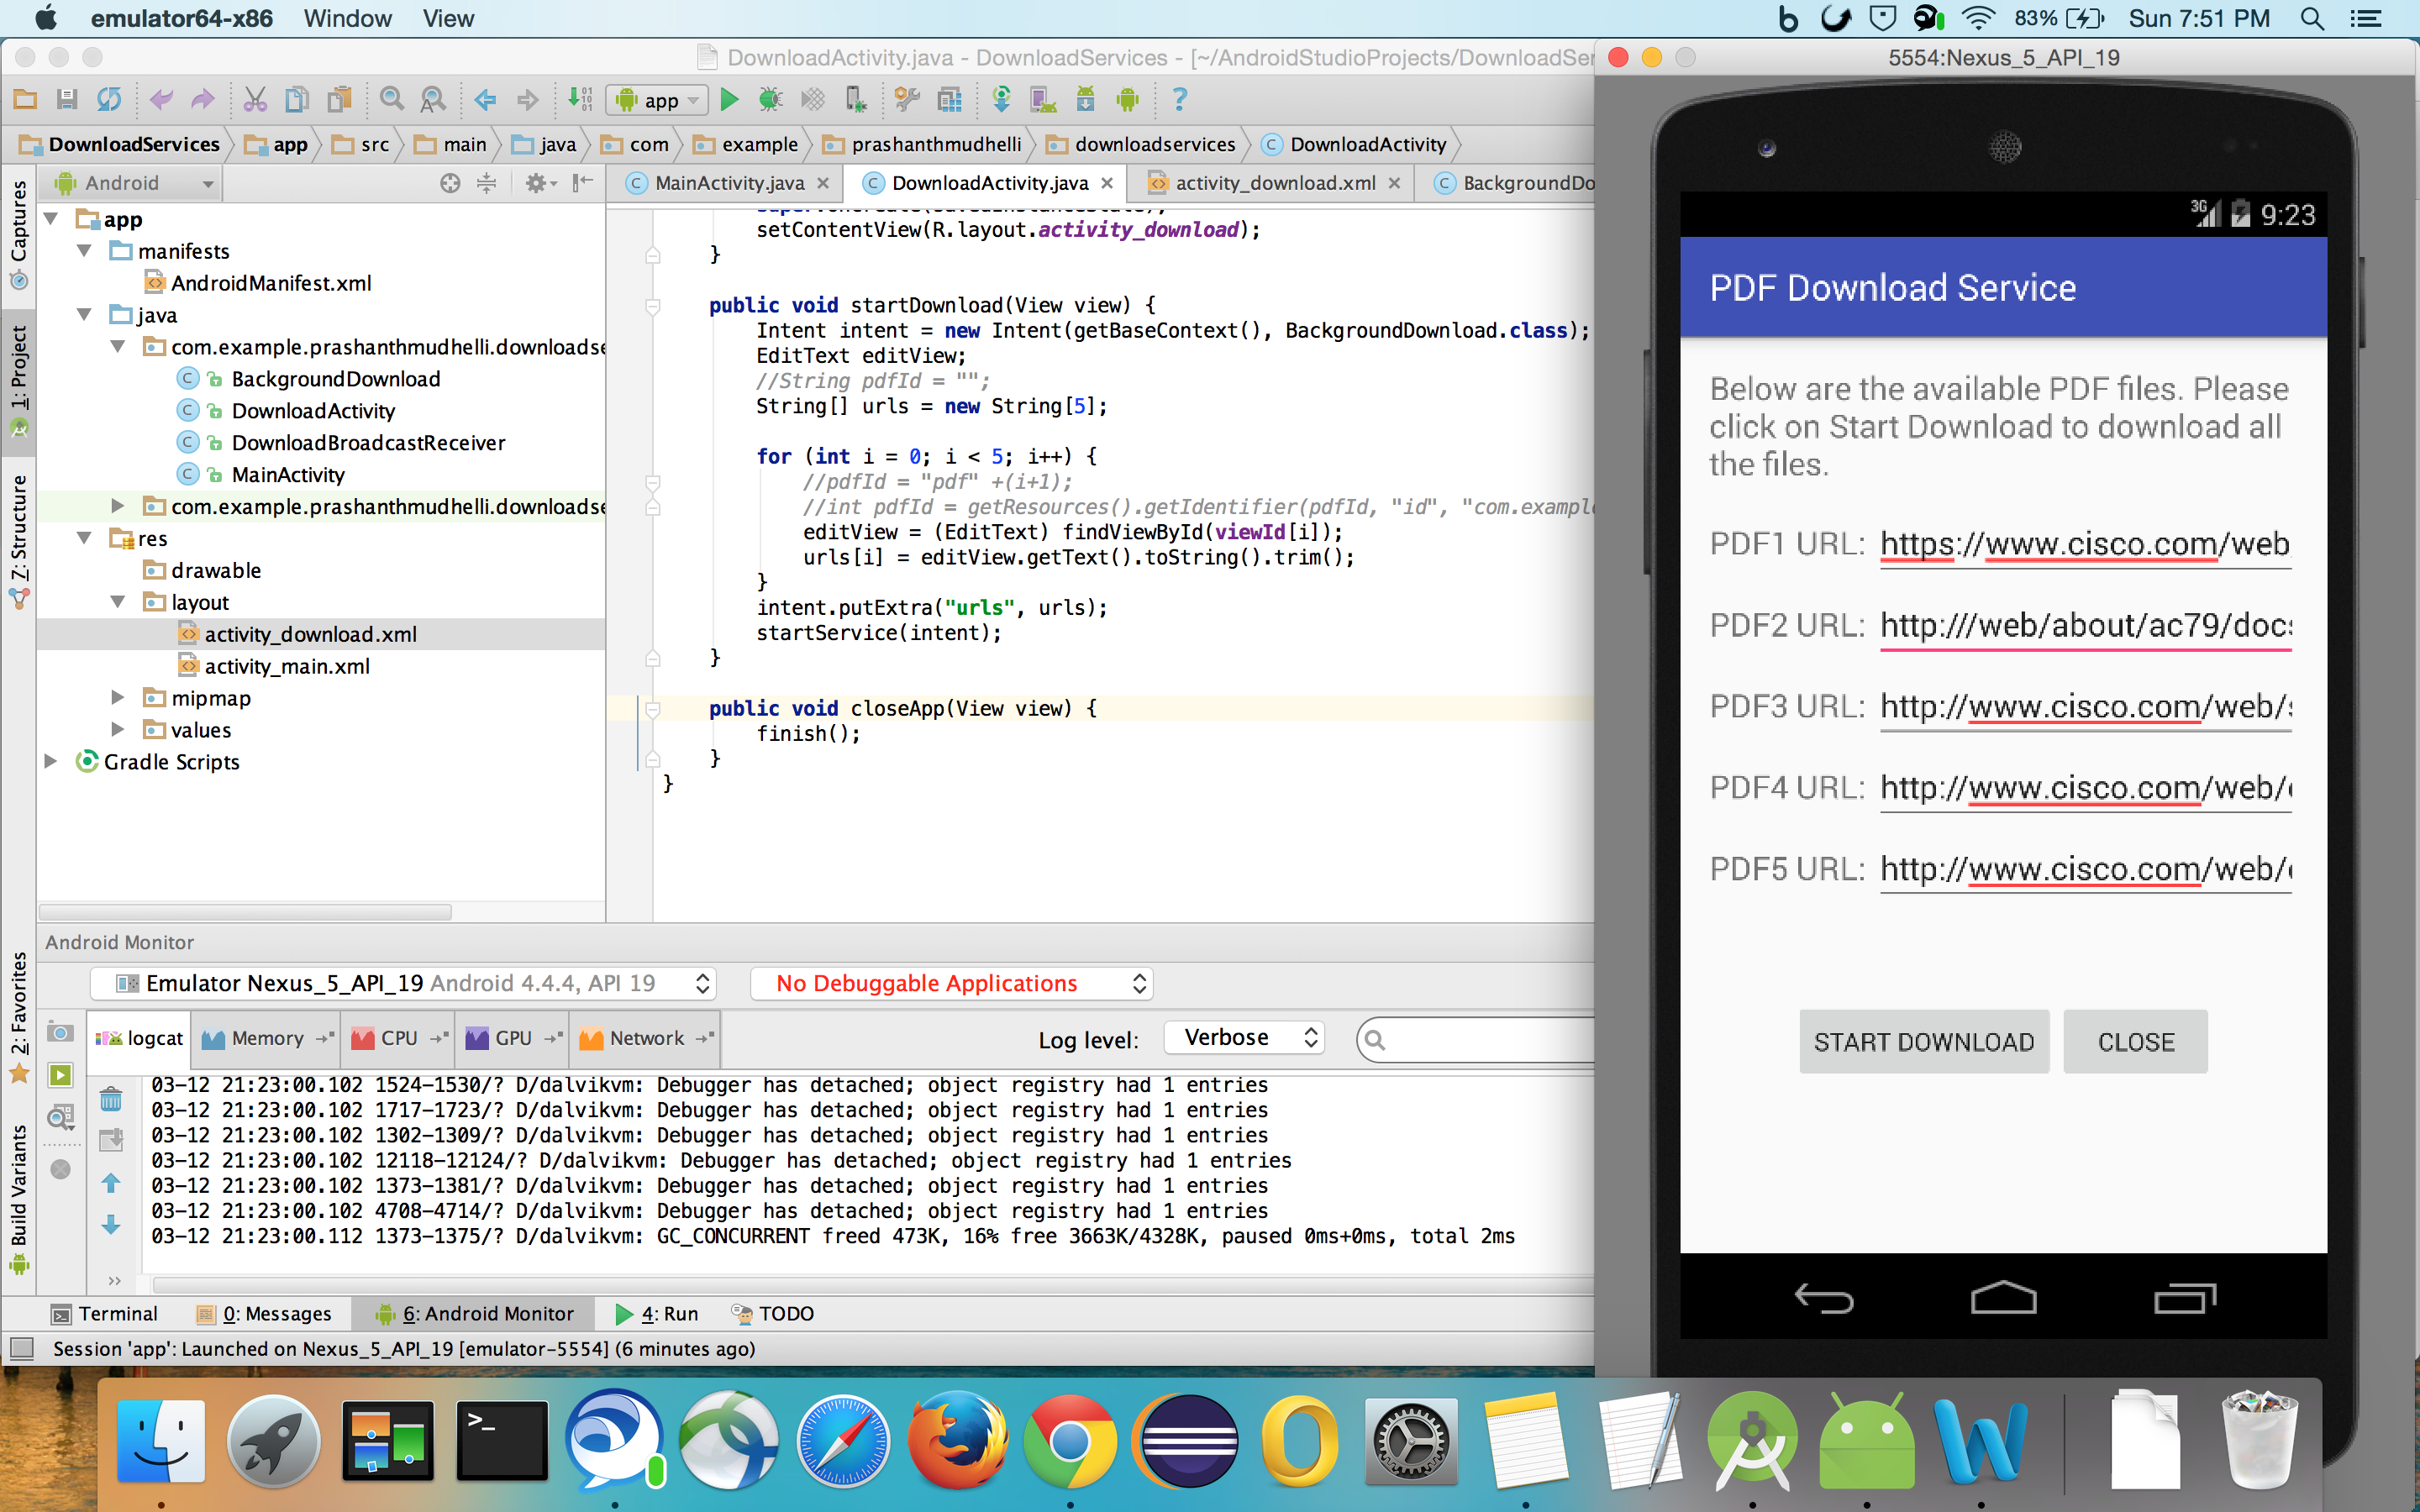 emulator64-x86 Window View
83% Sun 7:51 PM
DownloadActivity.java - DownloadServices - [~/AndroidStudioProjects/DownloadSer
app
DownloadServices app src main java com example prashanthmudhelli downloadservices DownloadActivity
Captures
1: Project
Z: Structure
2: Favorites
Build Variants
Android
app
manifests
AndroidManifest.xml
java
com.example.prashanthmudhelli.downloadse
BackgroundDownload
DownloadActivity
DownloadBroadcastReceiver
MainActivity
com.example.prashanthmudhelli.downloadse
res
drawable
layout
activity_download.xml
activity_main.xml
mipmap
values
Gradle Scripts
MainActivity.java DownloadActivity.java activity_download.xml BackgroundDo
setContentView(R.layout.activity_download);
}
public void startDownload(View view) {
Intent intent = new Intent(getBaseContext(), BackgroundDownload.class);
EditText editView;
//String pdfId = "";
String[] urls = new String[5];
for (int i = 0; i < 5; i++) {
//pdfId = "pdf" +(i+1);
//int pdfId = getResources().getIdentifier(pdfId, "id", "com.exampl
editView = (EditText) findViewById(viewId[i]);
urls[i] = editView.getText().toString().trim();
}
intent.putExtra("urls", urls);
startService(intent);
}
public void closeApp(View view) {
finish();
}
}
Android Monitor
Emulator Nexus_5_API_19 Android 4.4.4, API 19
No Debuggable Applications
logcat Memory CPU GPU Network
Log level: Verbose
03-12 21:23:00.102 1524-1530/? D/dalvikvm: Debugger has detached; object registry had 1 entries
03-12 21:23:00.102 1717-1723/? D/dalvikvm: Debugger has detached; object registry had 1 entries
03-12 21:23:00.102 1302-1309/? D/dalvikvm: Debugger has detached; object registry had 1 entries
03-12 21:23:00.102 12118-12124/? D/dalvikvm: Debugger has detached; object registry had 1 entries
03-12 21:23:00.102 1373-1381/? D/dalvikvm: Debugger has detached; object registry had 1 entries
03-12 21:23:00.102 4708-4714/? D/dalvikvm: Debugger has detached; object registry had 1 entries
03-12 21:23:00.112 1373-1375/? D/dalvikvm: GC_CONCURRENT freed 473K, 16% free 3663K/4328K, paused 0ms+0ms, total 2ms
Terminal 0: Messages 6: Android Monitor 4: Run TODO
Session 'app': Launched on Nexus_5_API_19 [emulator-5554] (6 minutes ago)
5554:Nexus_5_API_19
3G 9:23
PDF Download Service
Below are the available PDF files. Please
click on Start Download to download all
the files.
PDF1 URL: https://www.cisco.com/web
PDF2 URL: http:///web/about/ac79/docs
PDF3 URL: http://www.cisco.com/web/s
PDF4 URL: http://www.cisco.com/web/
PDF5 URL: http://www.cisco.com/web/
START DOWNLOAD CLOSE